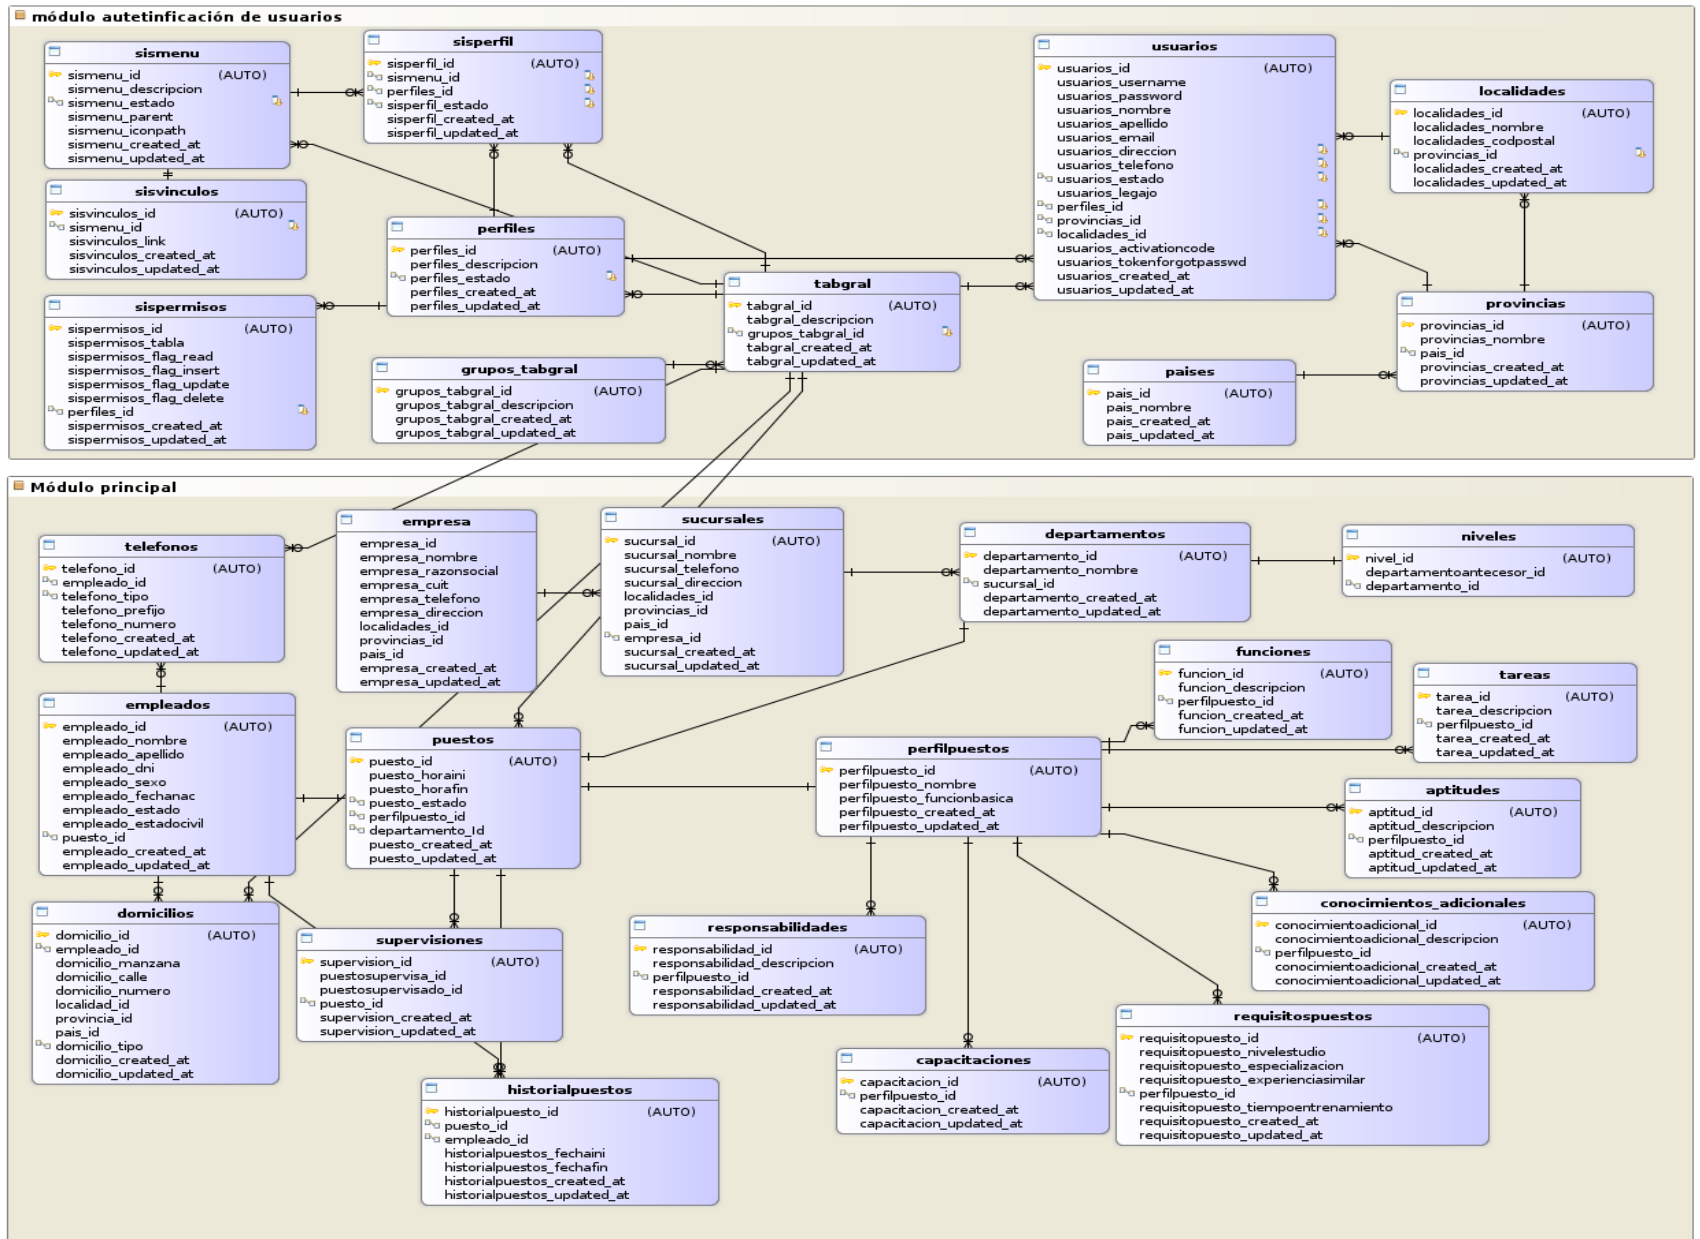 módulo autetinficación de usuarios
sismenu
sismenu_id (AUTO)
sismenu_descripcion
sismenu_estado
sismenu_parent
sismenu_iconpath
sismenu_created_at
sismenu_updated_at
sisperfil
sisperfil_id (AUTO)
sismenu_id
perfiles_id
sisperfil_estado
sisperfil_created_at
sisperfil_updated_at
usuarios
usuarios_id (AUTO)
usuarios_username
usuarios_password
usuarios_nombre
usuarios_apellido
usuarios_email
usuarios_direccion
usuarios_telefono
usuarios_estado
usuarios_legajo
perfiles_id
provincias_id
localidades_id
usuarios_activationcode
usuarios_tokenforgotpasswd
usuarios_created_at
usuarios_updated_at
localidades
localidades_id (AUTO)
localidades_nombre
localidades_codpostal
provincias_id
localidades_created_at
localidades_updated_at
sisvinculos
sisvinculos_id (AUTO)
sismenu_id
sisvinculos_link
sisvinculos_created_at
sisvinculos_updated_at
perfiles
perfiles_id (AUTO)
perfiles_descripcion
perfiles_estado
perfiles_created_at
perfiles_updated_at
tabgral
tabgral_id (AUTO)
tabgral_descripcion
grupos_tabgral_id
tabgral_created_at
tabgral_updated_at
provincias
provincias_id (AUTO)
provincias_nombre
pais_id
provincias_created_at
provincias_updated_at
sispermisos
sispermisos_id (AUTO)
sispermisos_tabla
sispermisos_flag_read
sispermisos_flag_insert
sispermisos_flag_update
sispermisos_flag_delete
perfiles_id
sispermisos_created_at
sispermisos_updated_at
grupos_tabgral
grupos_tabgral_id (AUTO)
grupos_tabgral_descripcion
grupos_tabgral_created_at
grupos_tabgral_updated_at
paises
pais_id (AUTO)
pais_nombre
pais_created_at
pais_updated_at
Módulo principal
telefonos
telefono_id (AUTO)
empleado_id
telefono_tipo
telefono_prefijo
telefono_numero
telefono_created_at
telefono_updated_at
empresa
empresa_id
empresa_nombre
empresa_razonsocial
empresa_cuit
empresa_telefono
empresa_direccion
localidades_id
provincias_id
pais_id
empresa_created_at
empresa_updated_at
sucursales
sucursal_id (AUTO)
sucursal_nombre
sucursal_telefono
sucursal_direccion
localidades_id
provincias_id
pais_id
empresa_id
sucursal_created_at
sucursal_updated_at
departamentos
departamento_id (AUTO)
departamento_nombre
sucursal_id
departamento_created_at
departamento_updated_at
niveles
nivel_id (AUTO)
departamentoantecesor_id
departamento_id
funciones
funcion_id (AUTO)
funcion_descripcion
perfilpuesto_id
funcion_created_at
funcion_updated_at
tareas
tarea_id (AUTO)
tarea_descripcion
perfilpuesto_id
tarea_created_at
tarea_updated_at
empleados
empleado_id (AUTO)
empleado_nombre
empleado_apellido
empleado_dni
empleado_sexo
empleado_fechanac
empleado_estado
empleado_estadocivil
puesto_id
empleado_created_at
empleado_updated_at
puestos
puesto_id (AUTO)
puesto_horaini
puesto_horafin
puesto_estado
perfilpuesto_id
departamento_Id
puesto_created_at
puesto_updated_at
perfilpuestos
perfilpuesto_id (AUTO)
perfilpuesto_nombre
perfilpuesto_funcionbasica
perfilpuesto_created_at
perfilpuesto_updated_at
aptitudes
aptitud_id (AUTO)
aptitud_descripcion
perfilpuesto_id
aptitud_created_at
aptitud_updated_at
domicilios
domicilio_id (AUTO)
empleado_id
domicilio_manzana
domicilio_calle
domicilio_numero
localidad_id
provincia_id
pais_id
domicilio_tipo
domicilio_created_at
domicilio_updated_at
supervisiones
supervision_id (AUTO)
puestosupervisa_id
puestosupervisado_id
puesto_id
supervision_created_at
supervision_updated_at
responsabilidades
responsabilidad_id (AUTO)
responsabilidad_descripcion
perfilpuesto_id
responsabilidad_created_at
responsabilidad_updated_at
conocimientos_adicionales
conocimientoadicional_id (AUTO)
conocimientoadicional_descripcion
perfilpuesto_id
conocimientoadicional_created_at
conocimientoadicional_updated_at
historialpuestos
historialpuesto_id (AUTO)
puesto_id
empleado_id
historialpuestos_fechaini
historialpuestos_fechafin
historialpuestos_created_at
historialpuestos_updated_at
capacitaciones
capacitacion_id (AUTO)
perfilpuesto_id
capacitacion_created_at
capacitacion_updated_at
requisitospuestos
requisitopuesto_id (AUTO)
requisitopuesto_nivelestudio
requisitopuesto_especializacion
requisitopuesto_experienciasimilar
perfilpuesto_id
requisitopuesto_tiempoentrenamiento
requisitopuesto_created_at
requisitopuesto_updated_at